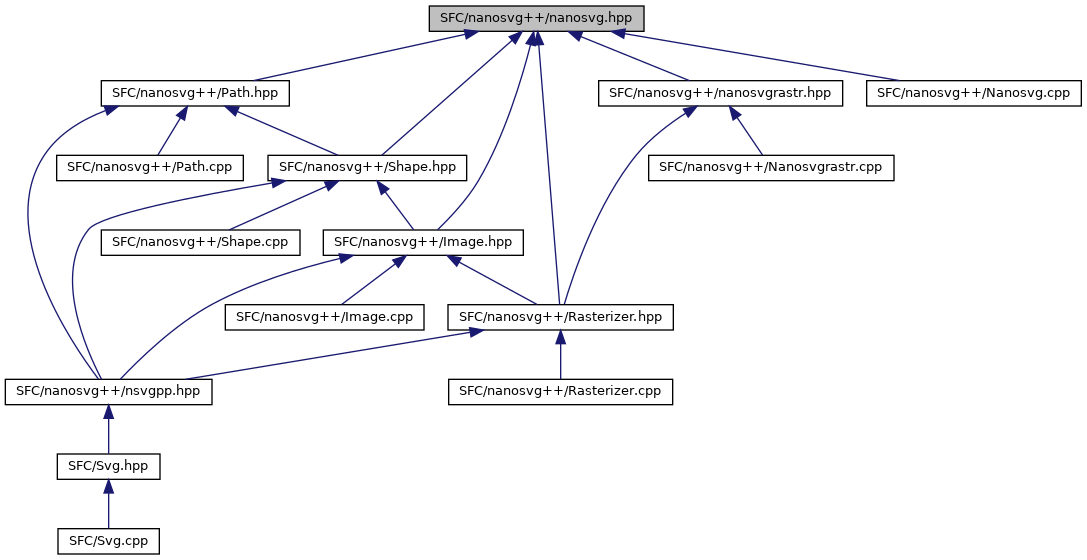 SFC/nanosvg++/nanosvg.hpp
SFC/nanosvg++/Path.hpp
SFC/nanosvg++/nanosvgrastr.hpp
SFC/nanosvg++/Nanosvg.cpp
SFC/nanosvg++/Path.cpp
SFC/nanosvg++/Shape.hpp
SFC/nanosvg++/Nanosvgrastr.cpp
SFC/nanosvg++/Shape.cpp
SFC/nanosvg++/Image.hpp
SFC/nanosvg++/Image.cpp
SFC/nanosvg++/Rasterizer.hpp
SFC/nanosvg++/nsvgpp.hpp
SFC/nanosvg++/Rasterizer.cpp
SFC/Svg.hpp
SFC/Svg.cpp